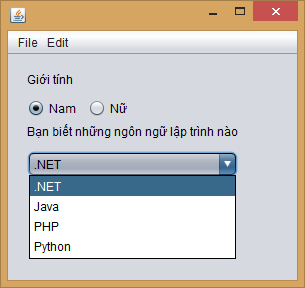 File Edit
Giới tính
Nam Nữ
Bạn biết những ngôn ngữ lập trình nào
.NET
.NET
Java
PHP
Python